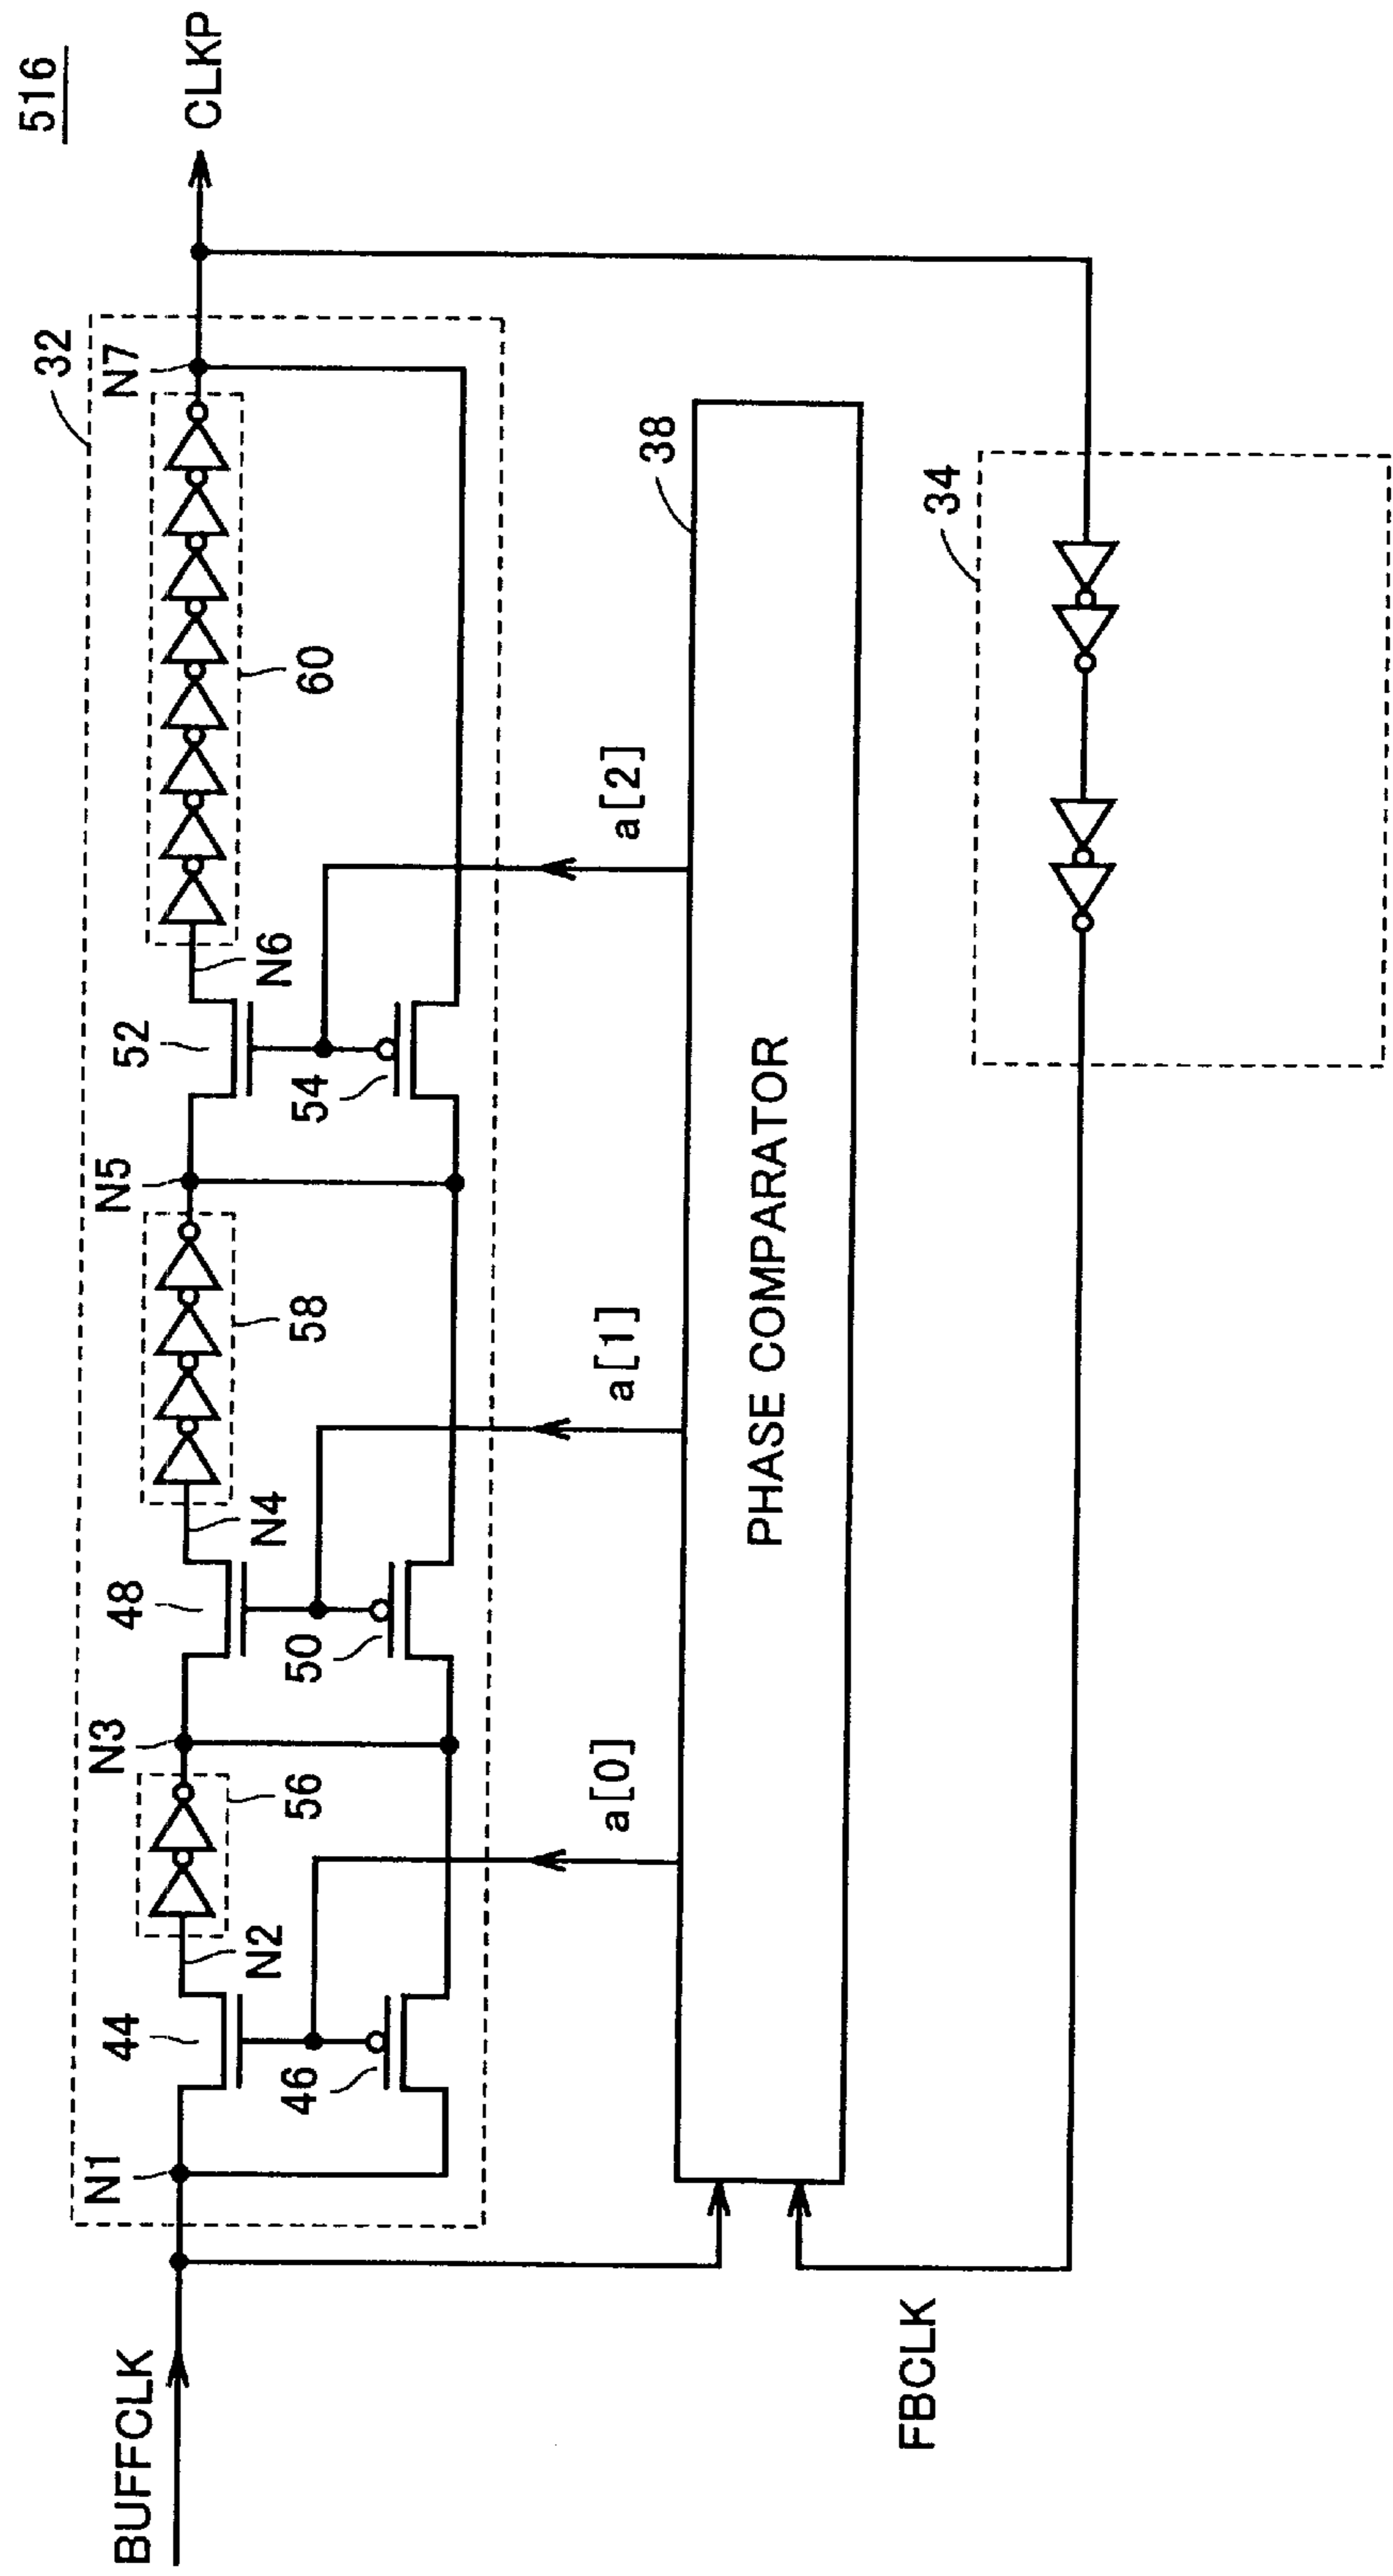 516
BUFFCLK
N1
44
N2
56
N3
48
N4
58
N5
52
N6
60
N7
32
CLKP
46
50
54
a[0]
a[1]
a[2]
38
PHASE COMPARATOR
FBCLK
34